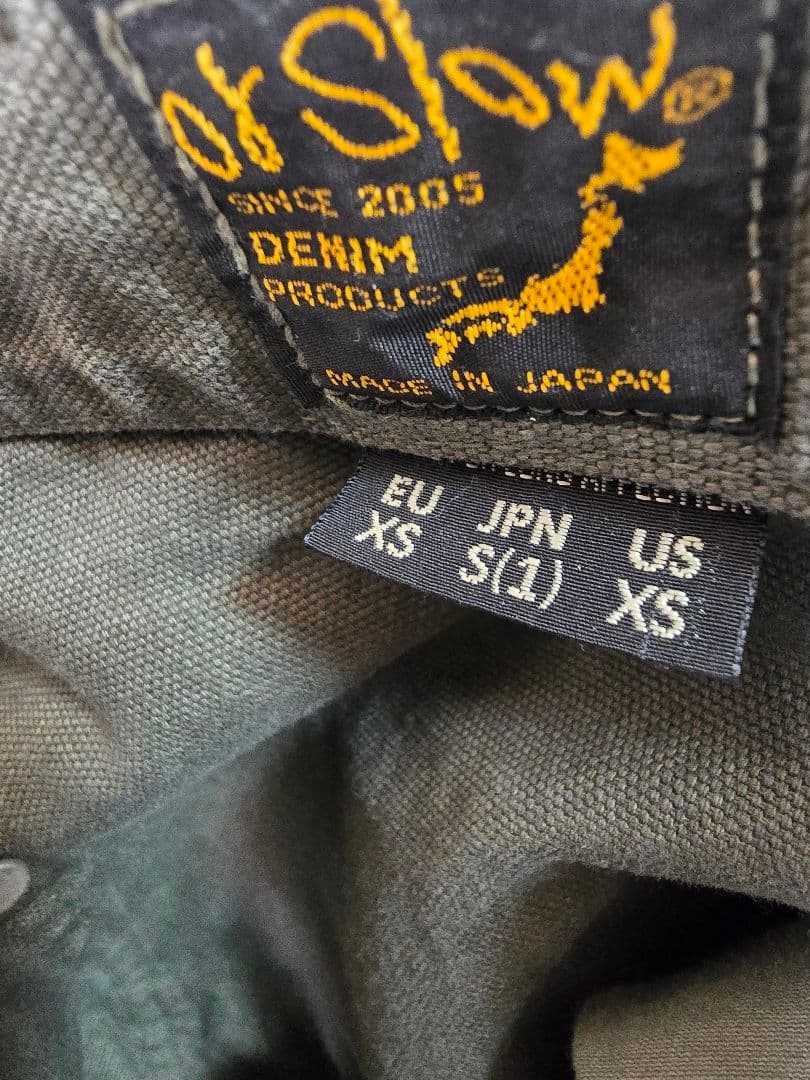 orSlow®
SINCE 2005
DENIM
PRODUCTS
MADE IN JAPAN
EU JPN US
XS S(1) XS